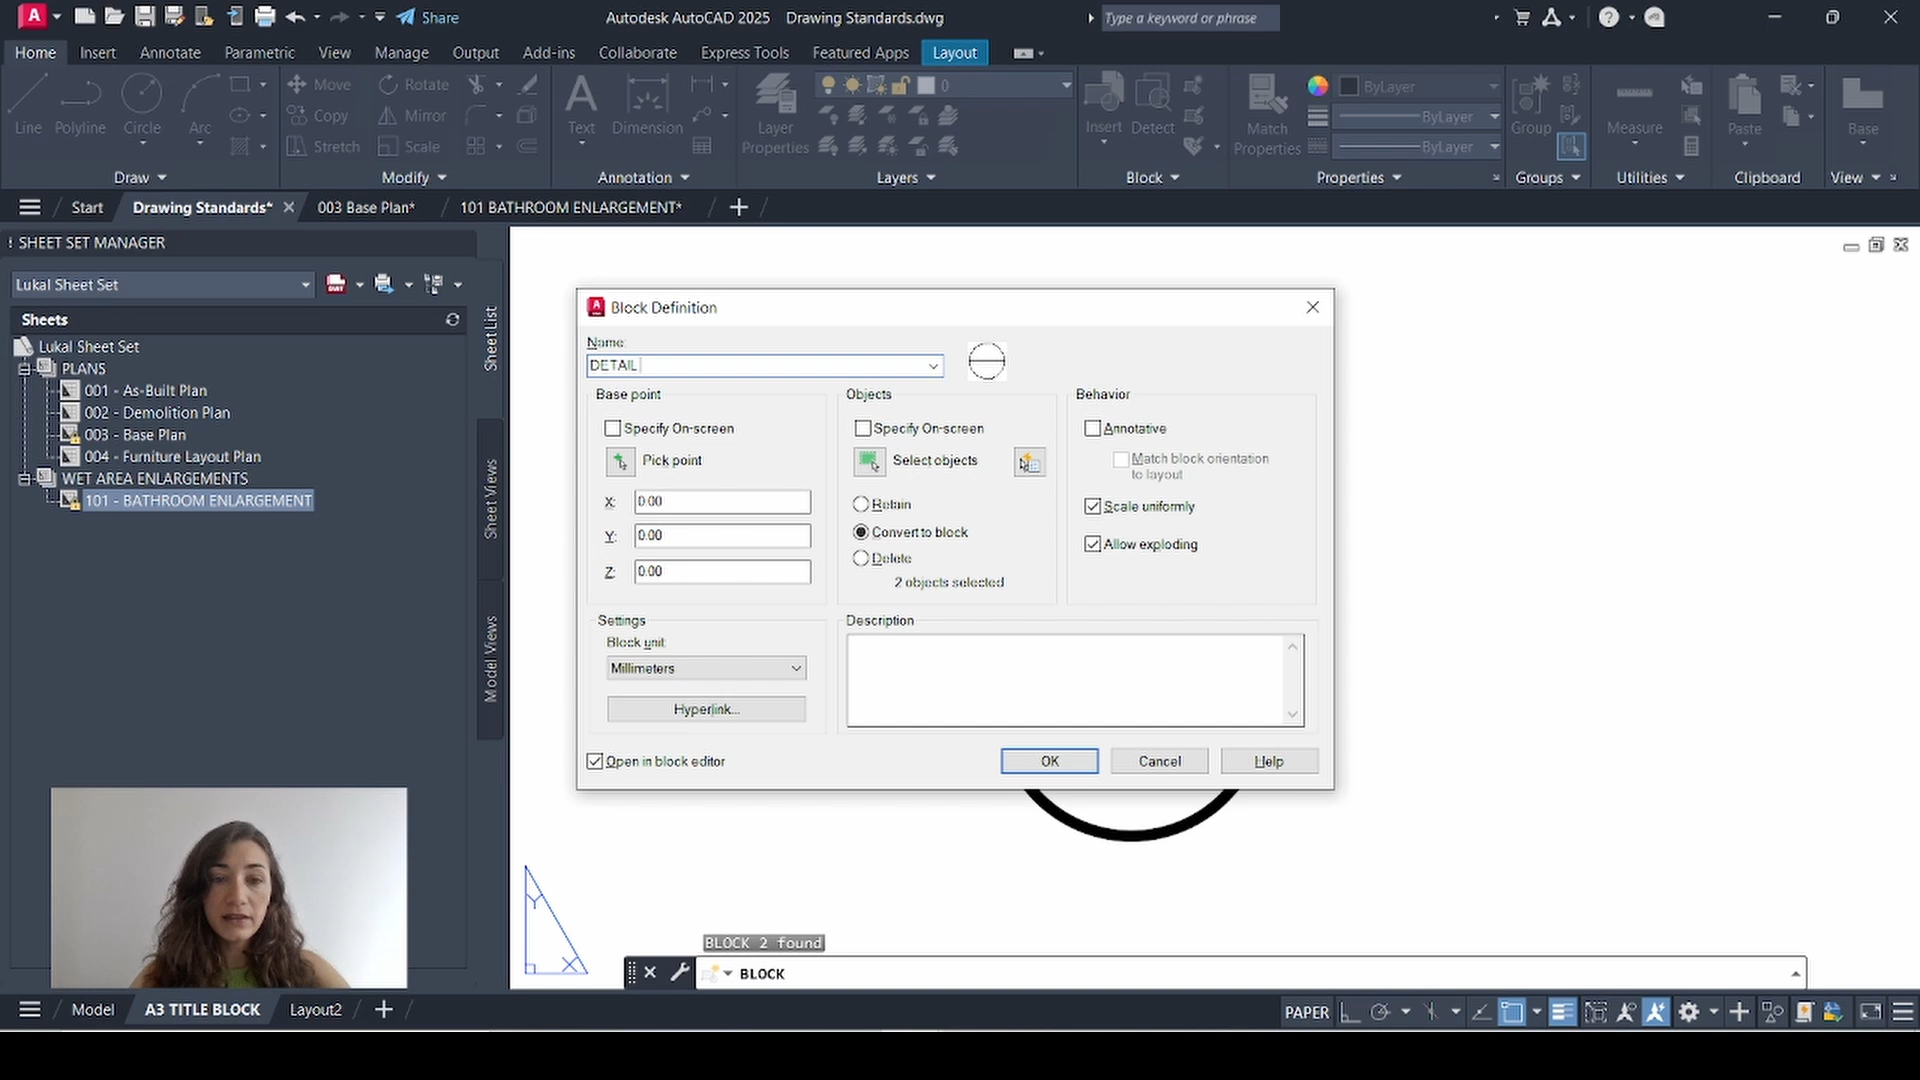 Share
Autodesk AutoCAD 2025 Drawing Standards.dwg
Type a keyword or phrase
Home Insert Annotate Parametric View Manage Output Add-ins Collaborate Express Tools Featured Apps Layout
Line Polyline Circle Arc
Move Rotate
Copy Mirror
Stretch Scale
Text Dimension
Layer Properties
0
Insert Detect
Match Properties
ByLayer
ByLayer
ByLayer
Group Measure Paste Base
Draw Modify Annotation Layers Block Properties Groups Utilities Clipboard View
Start Drawing Standards* 003 Base Plan* 101 BATHROOM ENLARGEMENT*
SHEET SET MANAGER
Lukal Sheet Set
Sheets
Lukal Sheet Set
PLANS
001 - As-Built Plan
002 - Demolition Plan
003 - Base Plan
004 - Furniture Layout Plan
WET AREA ENLARGEMENTS
101 - BATHROOM ENLARGEMENT
Sheet List
Sheet Views
Model Views
Block Definition
Name:
DETAIL
Base point
Specify On-screen
Pick point
X: 0.00
Y: 0.00
Z: 0.00
Objects
Specify On-screen
Select objects
Retain
Convert to block
Delete
2 objects selected
Behavior
Annotative
Match block orientation
to layout
Scale uniformly
Allow exploding
Settings
Block unit:
Millimeters
Hyperlink...
Description
Open in block editor
OK Cancel Help
Y
X
BLOCK 2 found
BLOCK
Model A3 TITLE BLOCK Layout2
PAPER